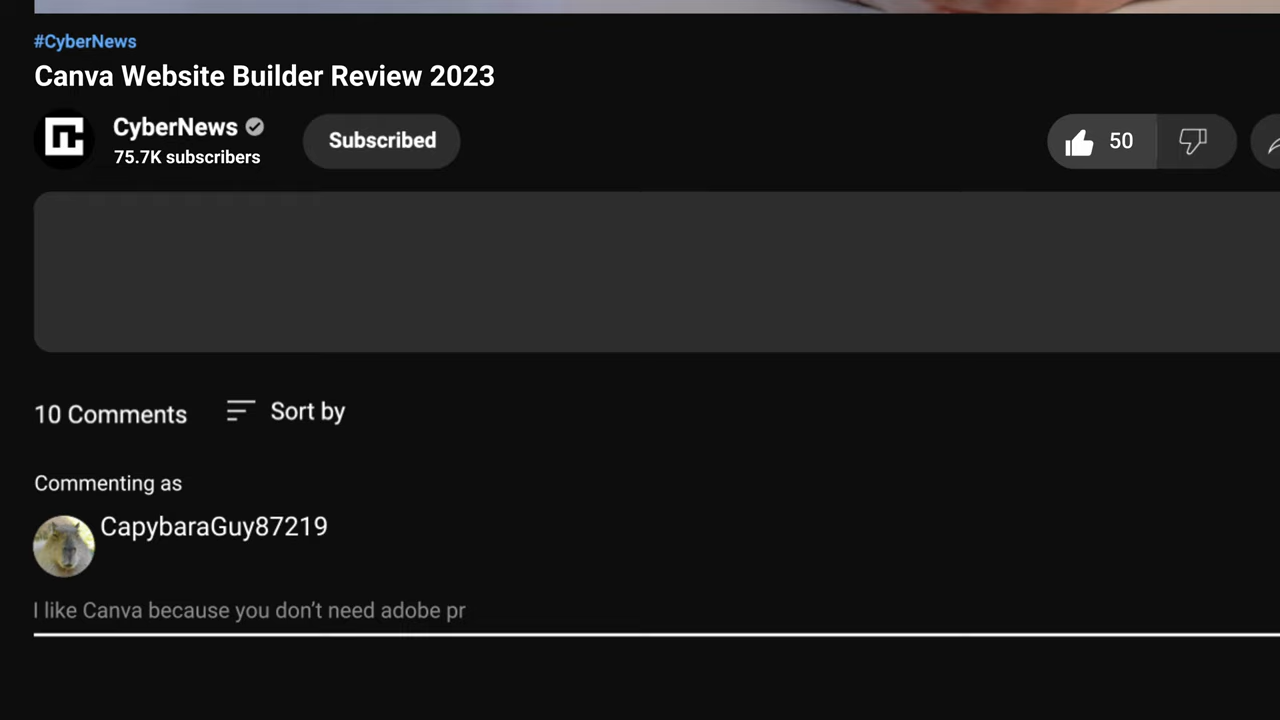 #CyberNews
Canva Website Builder Review 2023
CyberNews
75.7K subscribers
Subscribed
50
10 Comments
Sort by
Commenting as
CapybaraGuy87219
I like Canva because you don’t need adobe pr